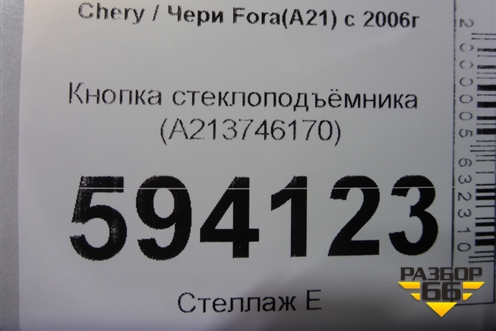 Chery / Чери Fora(A21) с 2006г
Кнопка стеклоподъёмника
(A213746170)
594123
Стеллаж Е
2000005632310
РАЗБОР
66